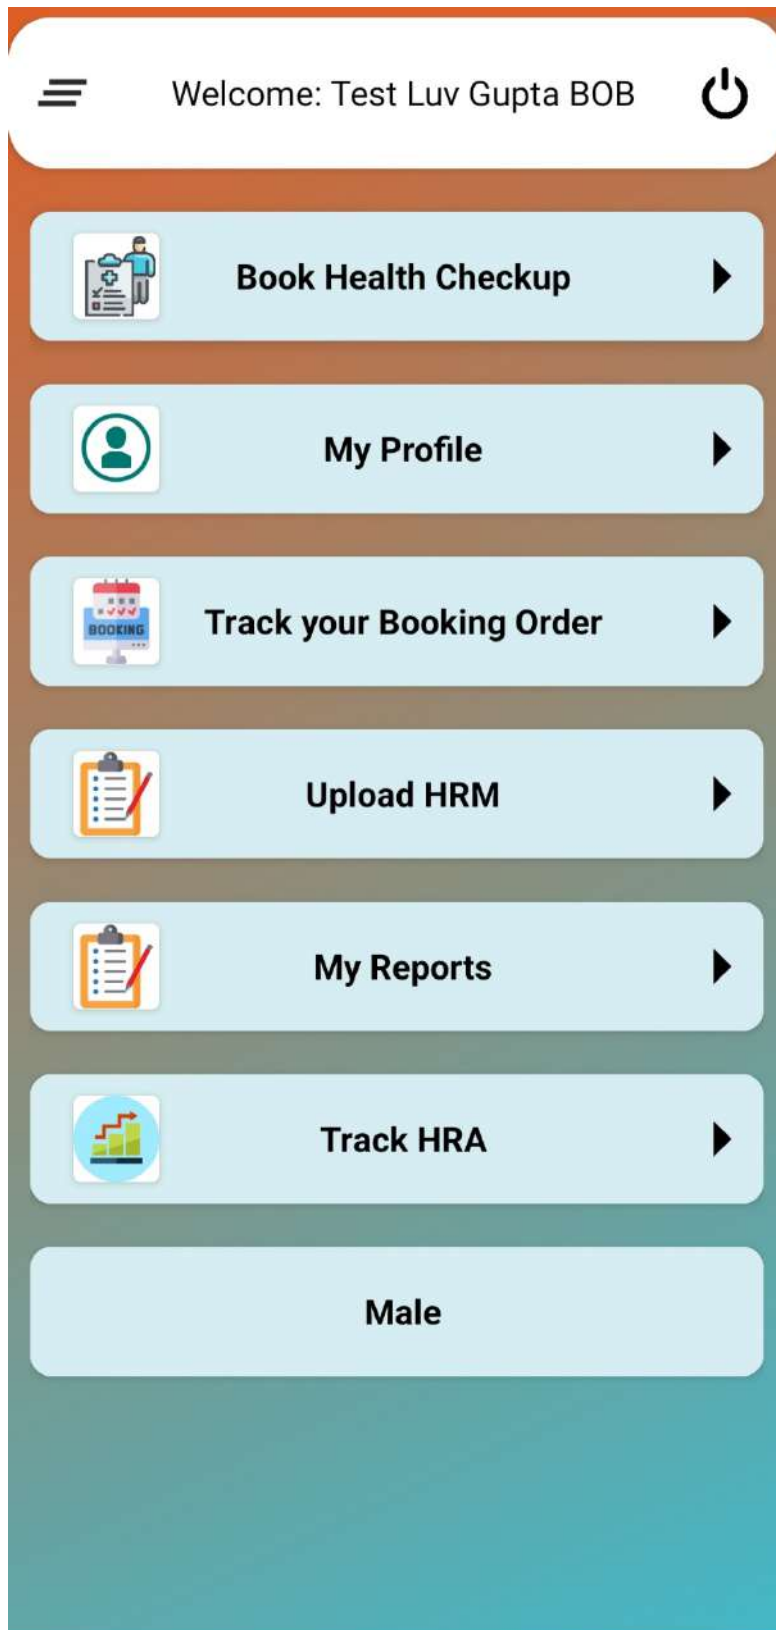 Welcome: Test Luv Gupta BOB
Book Health Checkup
My Profile
BOOKING
Track your Booking Order
Upload HRM
My Reports
Track HRA
Male